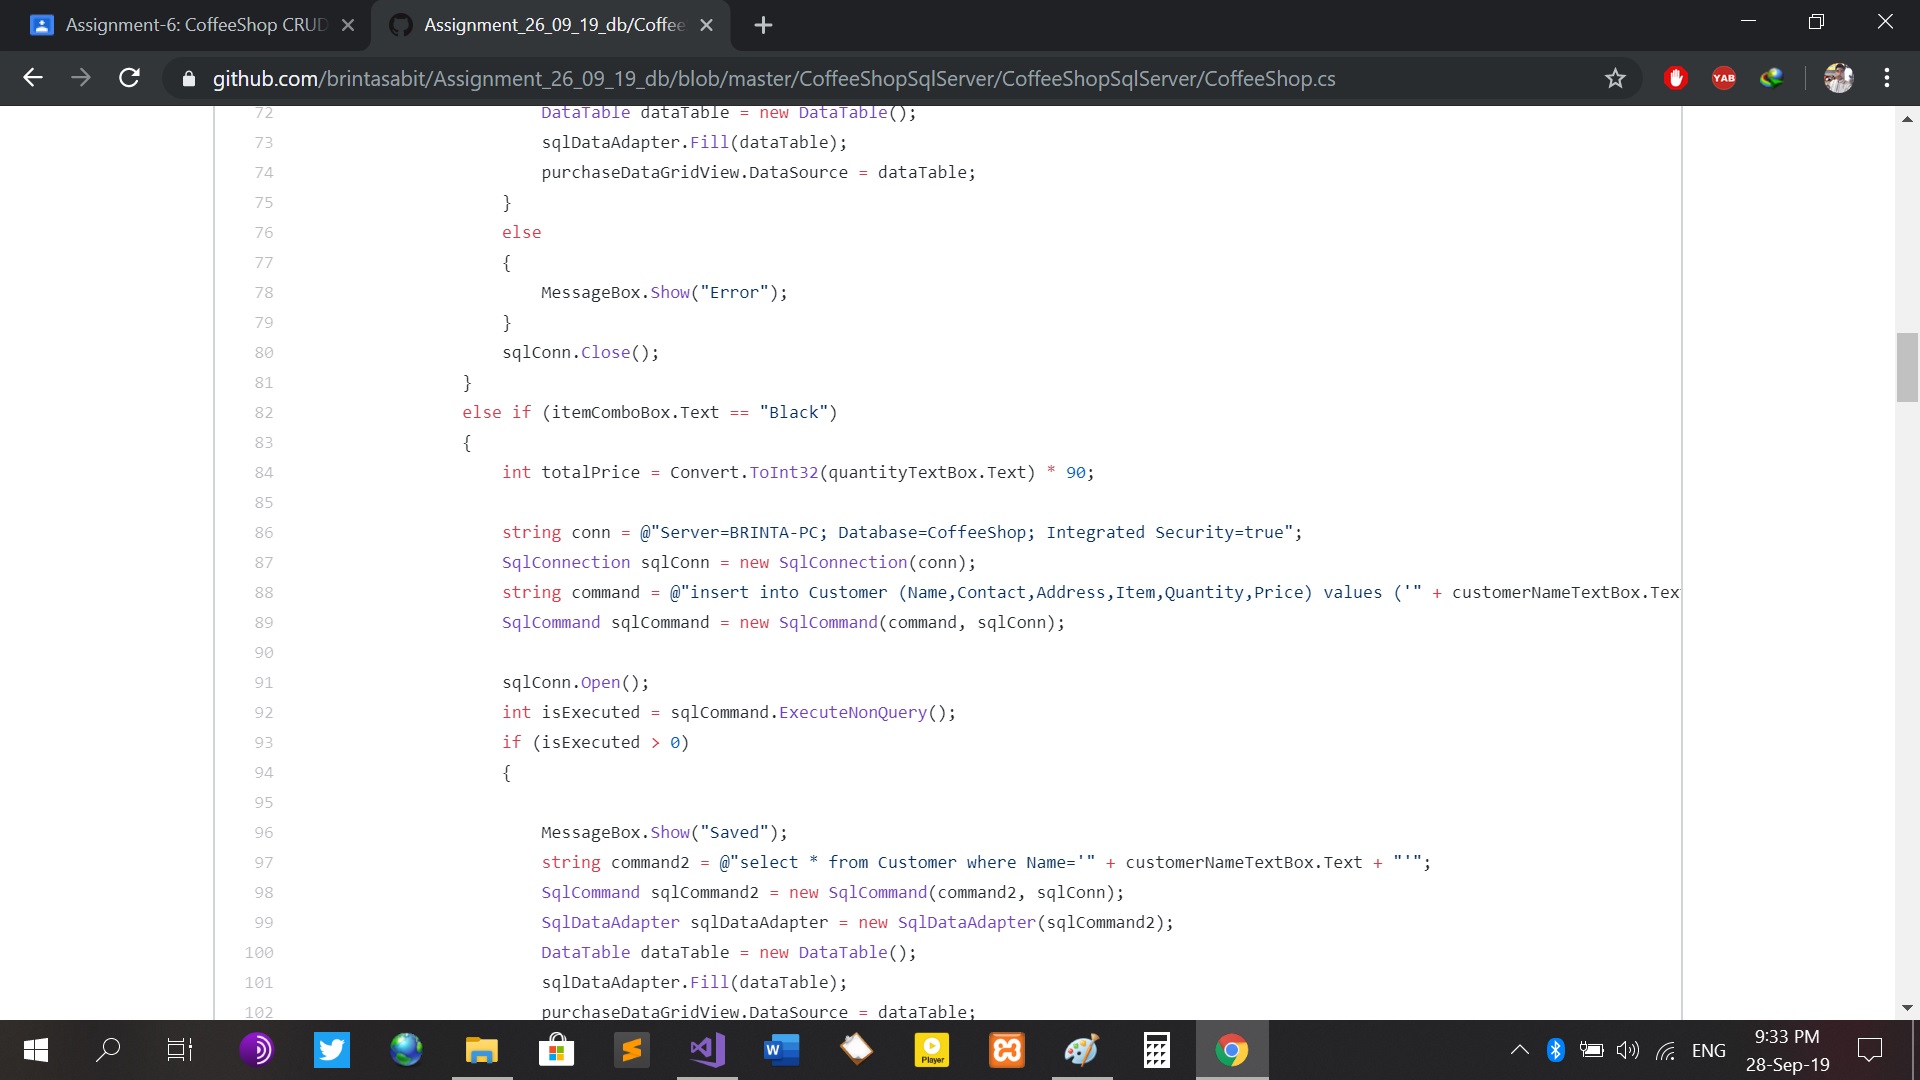 Assignment-6: CoffeeShop CRUD
Assignment_26_09_19_db/Coffee
github.com/brintasabit/Assignment_26_09_19_db/blob/master/CoffeeShopSqlServer/CoffeeShopSqlServer/CoffeeShop.cs
YAB
72 DataTable dataTable = new DataTable();
73 sqlDataAdapter.Fill(dataTable);
74 purchaseDataGridView.DataSource = dataTable;
75 }
76 else
77 {
78 MessageBox.Show("Error");
79 }
80 sqlConn.Close();
81 }
82 else if (itemComboBox.Text == "Black")
83 {
84 int totalPrice = Convert.ToInt32(quantityTextBox.Text) * 90;
85
86 string conn = @"Server=BRINTA-PC; Database=CoffeeShop; Integrated Security=true";
87 SqlConnection sqlConn = new SqlConnection(conn);
88 string command = @"insert into Customer (Name,Contact,Address,Item,Quantity,Price) values ('" + customerNameTextBox.Tex
89 SqlCommand sqlCommand = new SqlCommand(command, sqlConn);
90
91 sqlConn.Open();
92 int isExecuted = sqlCommand.ExecuteNonQuery();
93 if (isExecuted > 0)
94 {
95
96 MessageBox.Show("Saved");
97 string command2 = @"select * from Customer where Name='" + customerNameTextBox.Text + "'";
98 SqlCommand sqlCommand2 = new SqlCommand(command2, sqlConn);
99 SqlDataAdapter sqlDataAdapter = new SqlDataAdapter(sqlCommand2);
100 DataTable dataTable = new DataTable();
101 sqlDataAdapter.Fill(dataTable);
102 purchaseDataGridView.DataSource = dataTable;
Player
ENG
9:33 PM
28-Sep-19